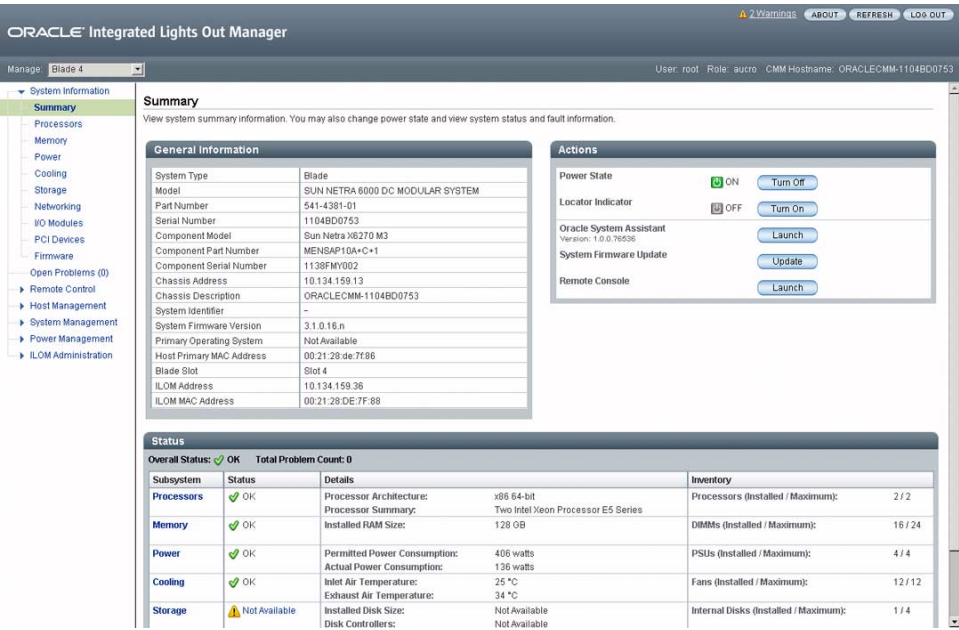 2 Warnings ABOUT REFRESH LOG OUT
ORACLE Integrated Lights Out Manager
Manage: Blade 4 User: root Role: aucro CMM Hostname: ORACLECMM-1104BD0753
System Information
Summary
Processors
Memory
Power
Cooling
Storage
Networking
I/O Modules
PCI Devices
Firmware
Open Problems (0)
Remote Control
Host Management
System Management
Power Management
ILOM Administration
Summary
View system summary information. You may also change power state and view system status and fault information.
General Information
System Type Blade
Model SUN NETRA 6000 DC MODULAR SYSTEM
Part Number 541-4381-01
Serial Number 1104BD0753
Component Model Sun Netra X6270 M3
Component Part Number MENSAP10A+C+1
Component Serial Number 1138FMY002
Chassis Address 10.134.159.13
Chassis Description ORACLECMM-1104BD0753
System Identifier -
System Firmware Version 3.1.0.16.n
Primary Operating System Not Available
Host Primary MAC Address 00:21:28:de:7f:86
Blade Slot Slot 4
ILOM Address 10.134.159.36
ILOM MAC Address 00:21:28:DE:7F:88
Actions
Power State ON Turn Off
Locator Indicator OFF Turn On
Oracle System Assistant Launch
Version: 1.0.0.76536
System Firmware Update Update
Remote Console Launch
Status
Overall Status: OK Total Problem Count: 0
Subsystem Status Details Inventory
Processors OK Processor Architecture: x86 64-bit Processors (Installed / Maximum): 2 / 2
Processor Summary: Two Intel Xeon Processor E5 Series
Memory OK Installed RAM Size: 128 GB DIMMs (Installed / Maximum): 16 / 24
Power OK Permitted Power Consumption: 406 watts PSUs (Installed / Maximum): 4 / 4
Actual Power Consumption: 136 watts
Cooling OK Inlet Air Temperature: 25 °C Fans (Installed / Maximum): 12 / 12
Exhaust Air Temperature: 34 °C
Storage Not Available Installed Disk Size: Not Available Internal Disks (Installed / Maximum): 1 / 4
Disk Controllers: Not Available